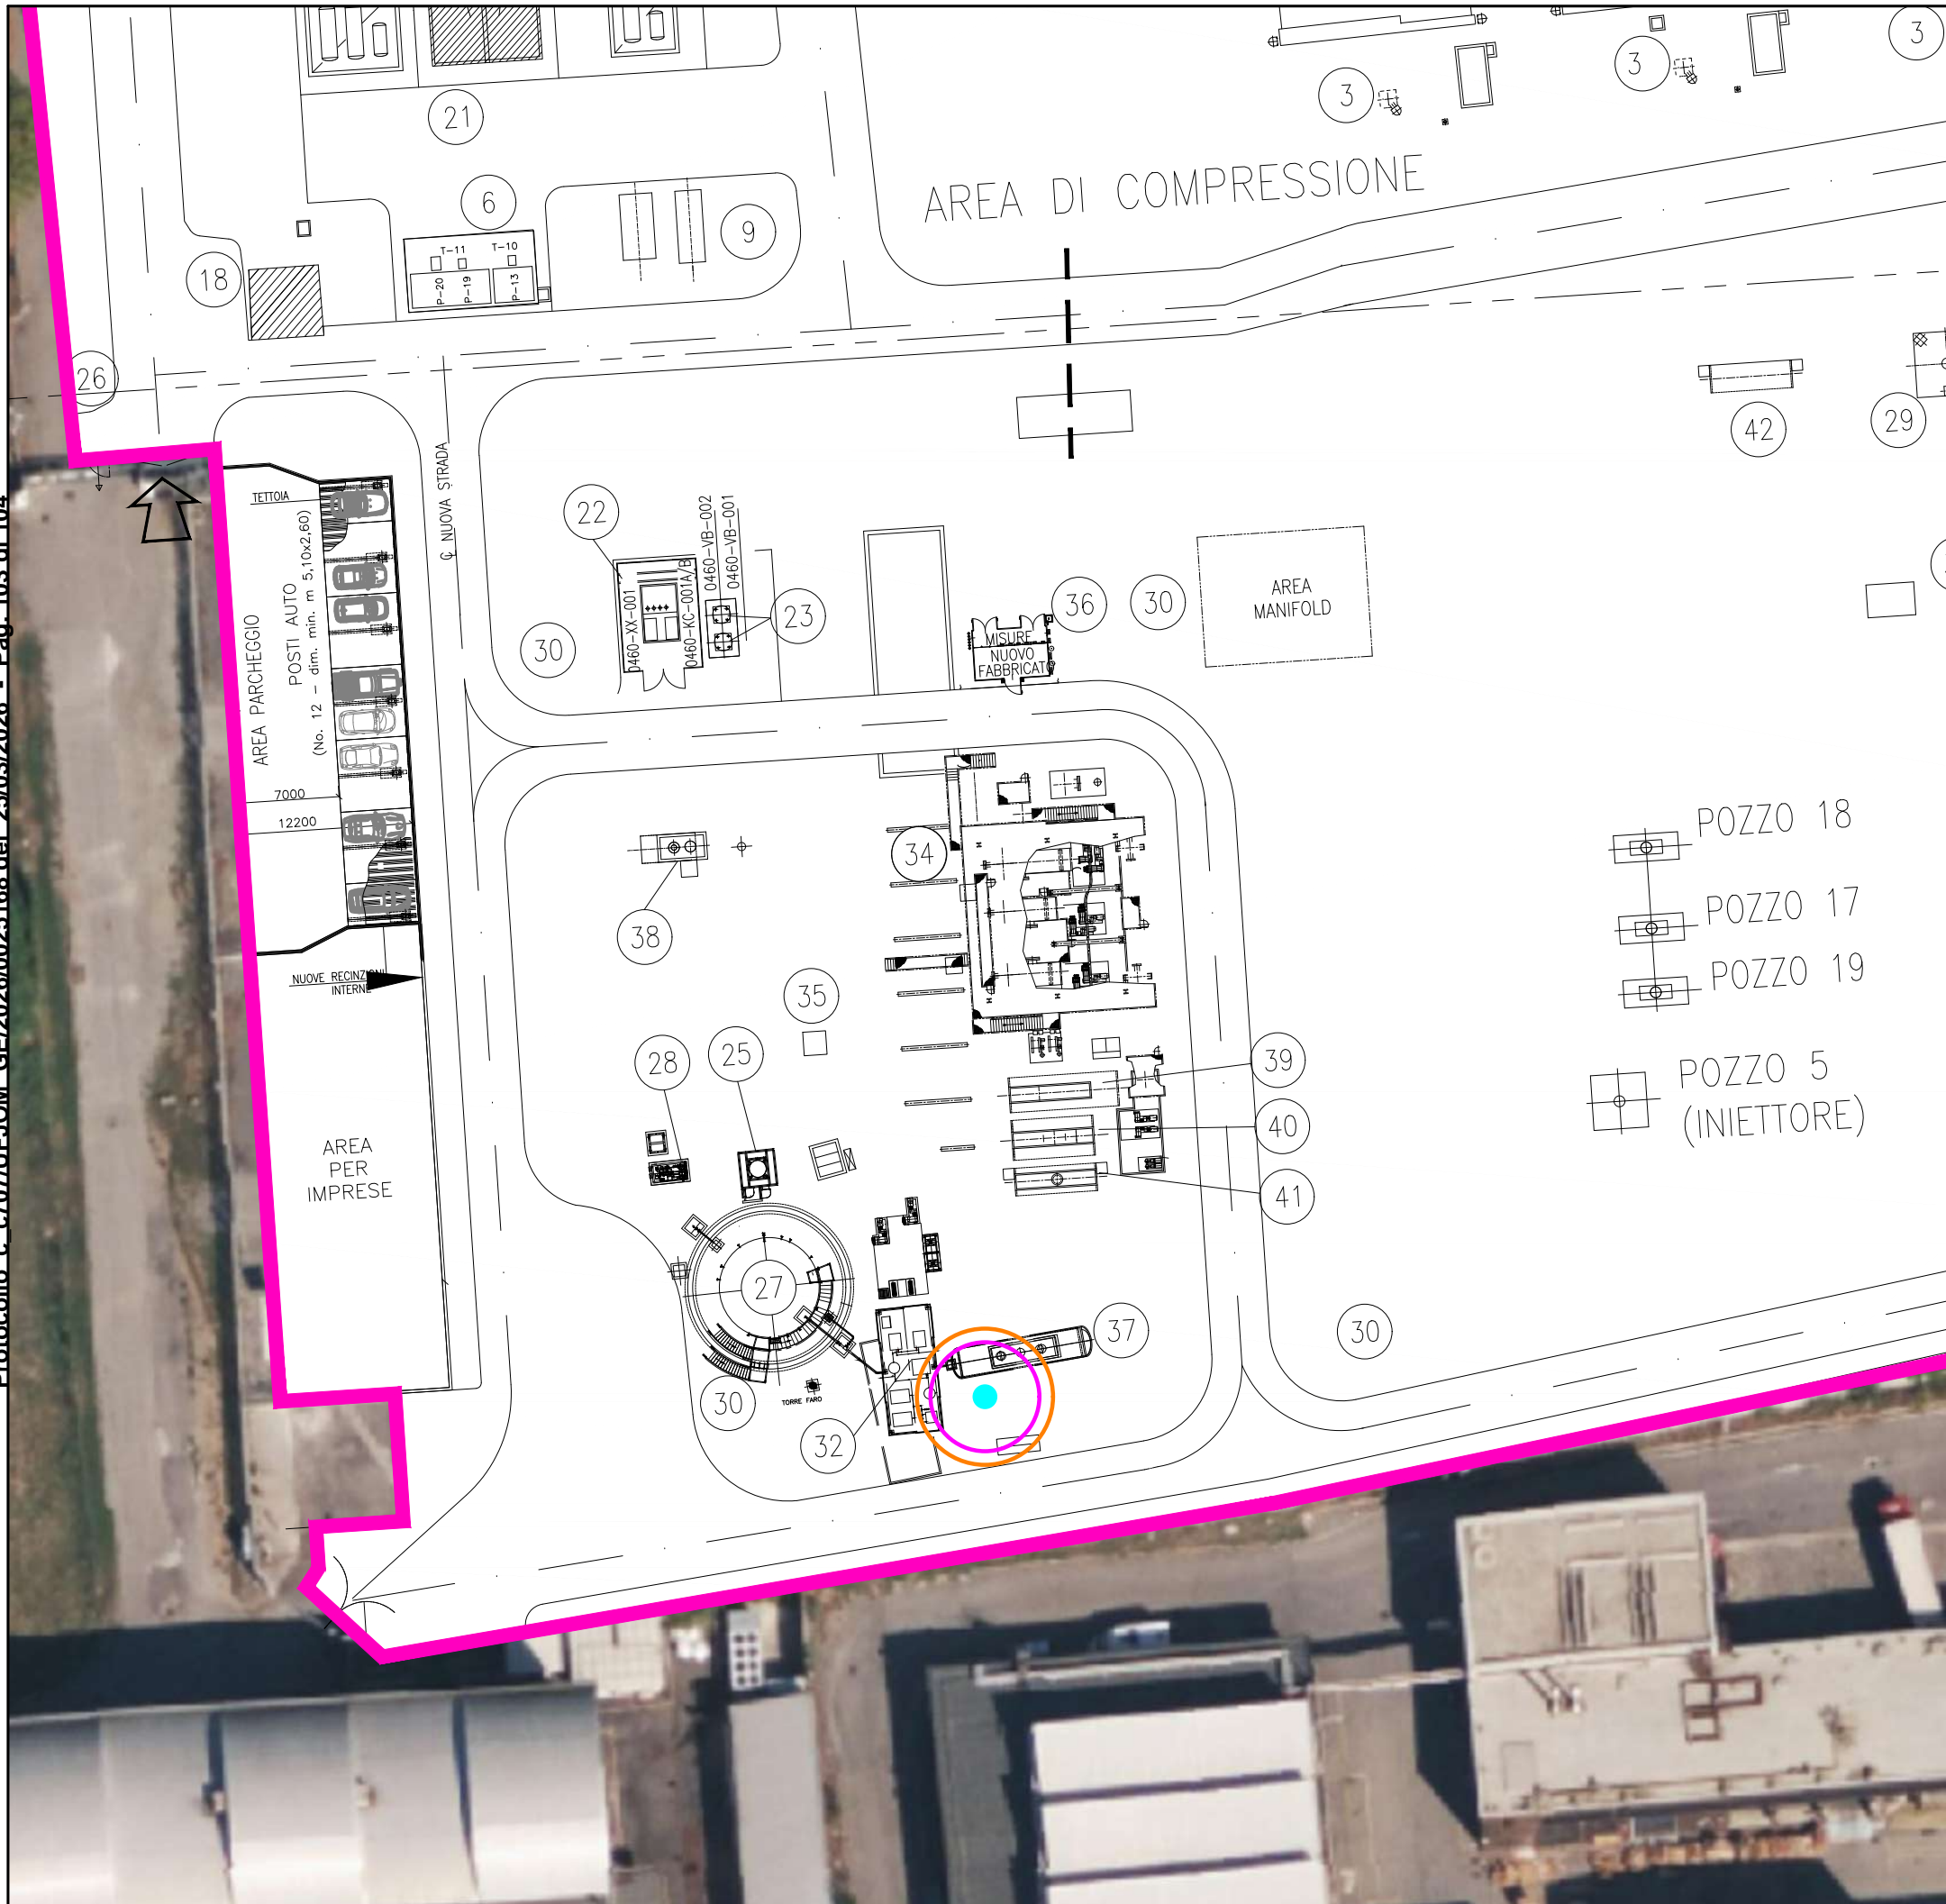 3
3
3
21
AREA DI COMPRESSIONE
6
9
T-11
T-10
P-20
P-19
P-13
18
26
42
29
TETTOIA
℄ NUOVA STRADA
22
0460-VB-002
0460-VB-001
0460-XX-001
0460-KC-001A/B
23
30
36
30
AREA
MANIFOLD
MISURE
NUOVO
FABBRICATO
AREA PARCHEGGIO
POSTI AUTO
(No. 12 - dim. min. m 5,10x2,60)
7000
12200
34
38
POZZO 18
POZZO 17
POZZO 19
NUOVE RECINZIONI
INTERNE
35
28
25
39
POZZO 5
(INIETTORE)
40
41
AREA
PER
IMPRESE
27
37
30
30
TORRE FARO
32